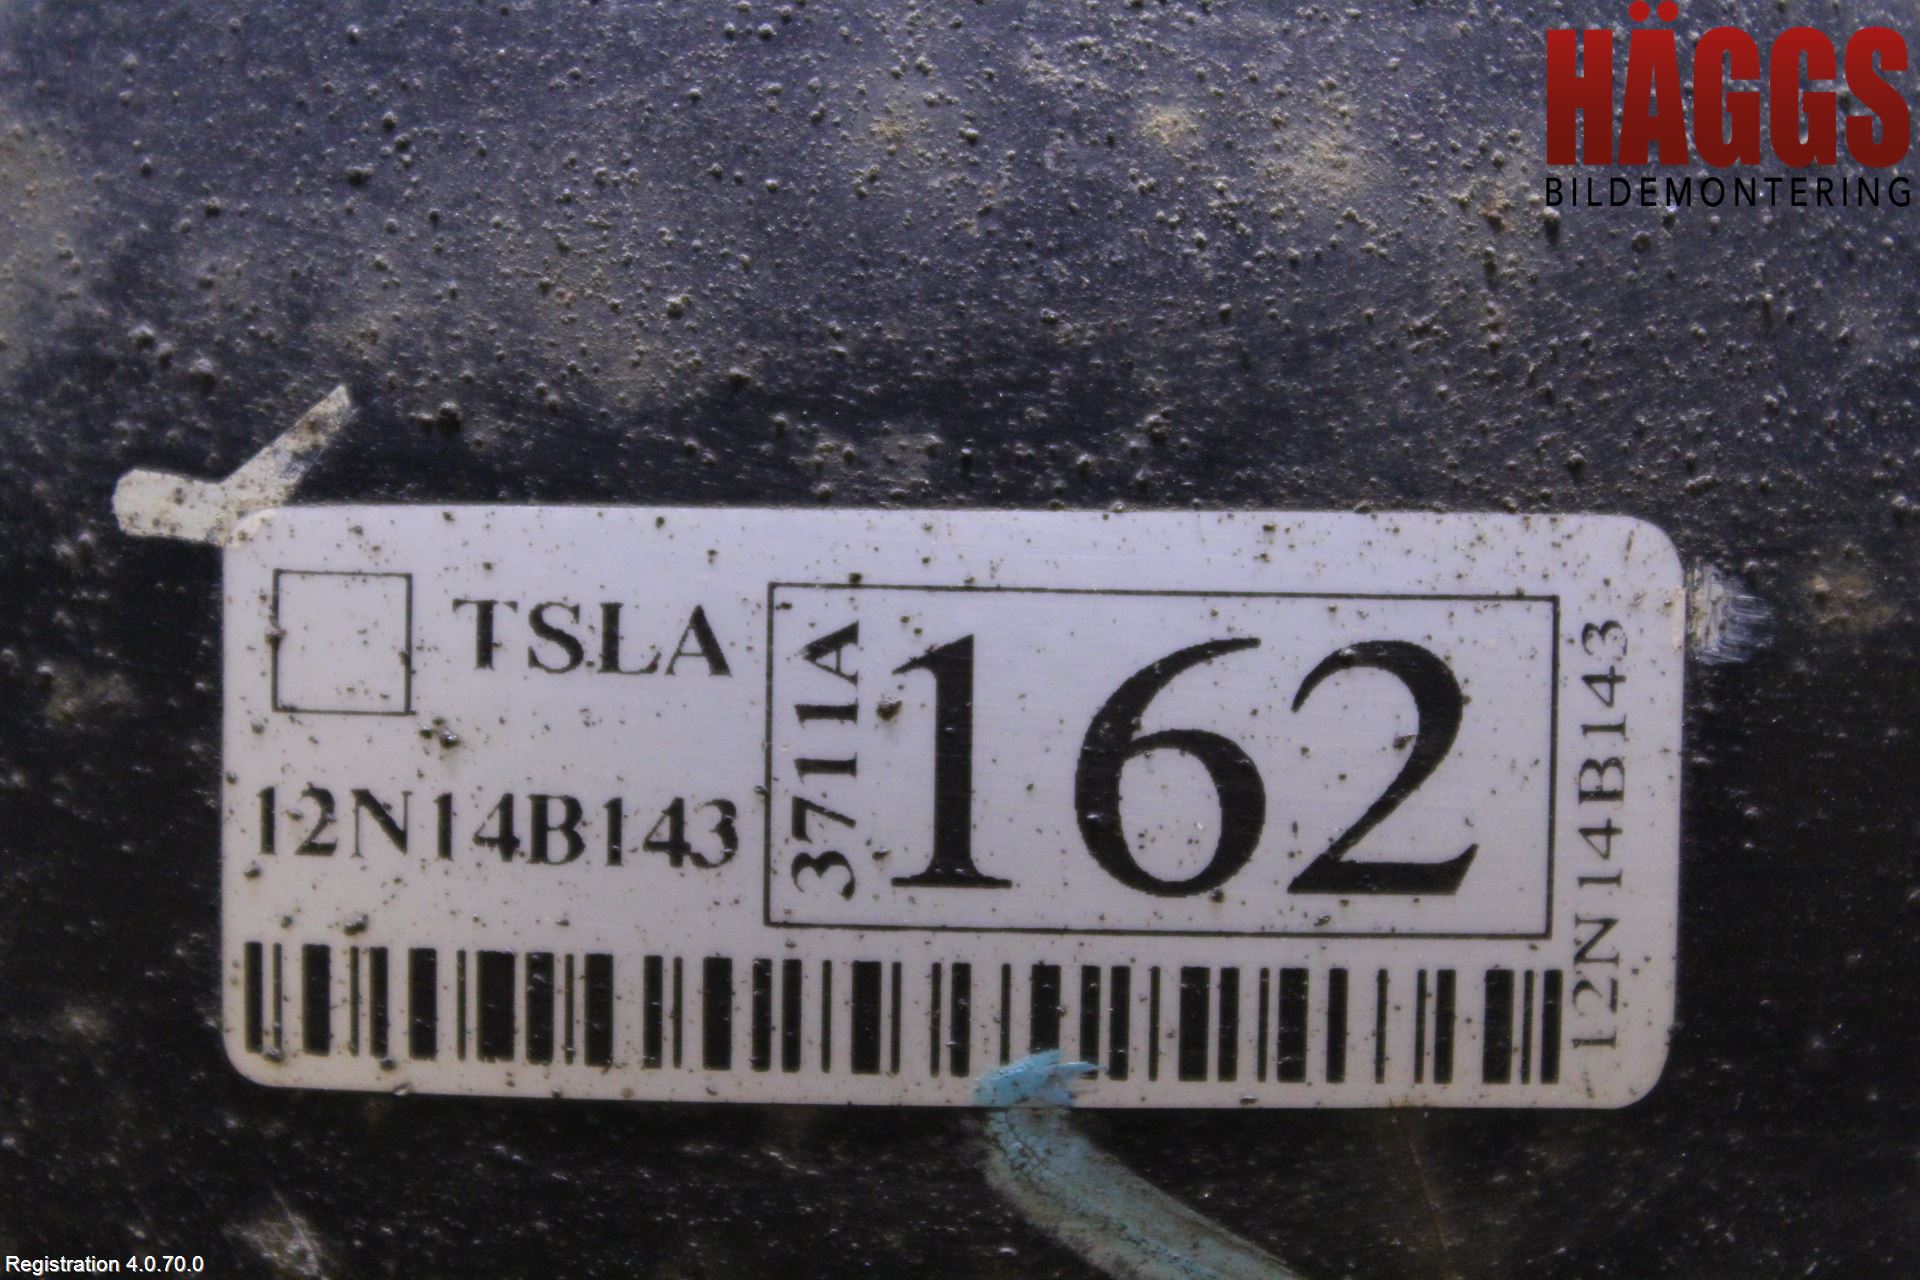 HÄGGS
BILDEMONTERING
TSLA
12N14B143
3711A
162
12N14B143
Registration 4.0.70.0